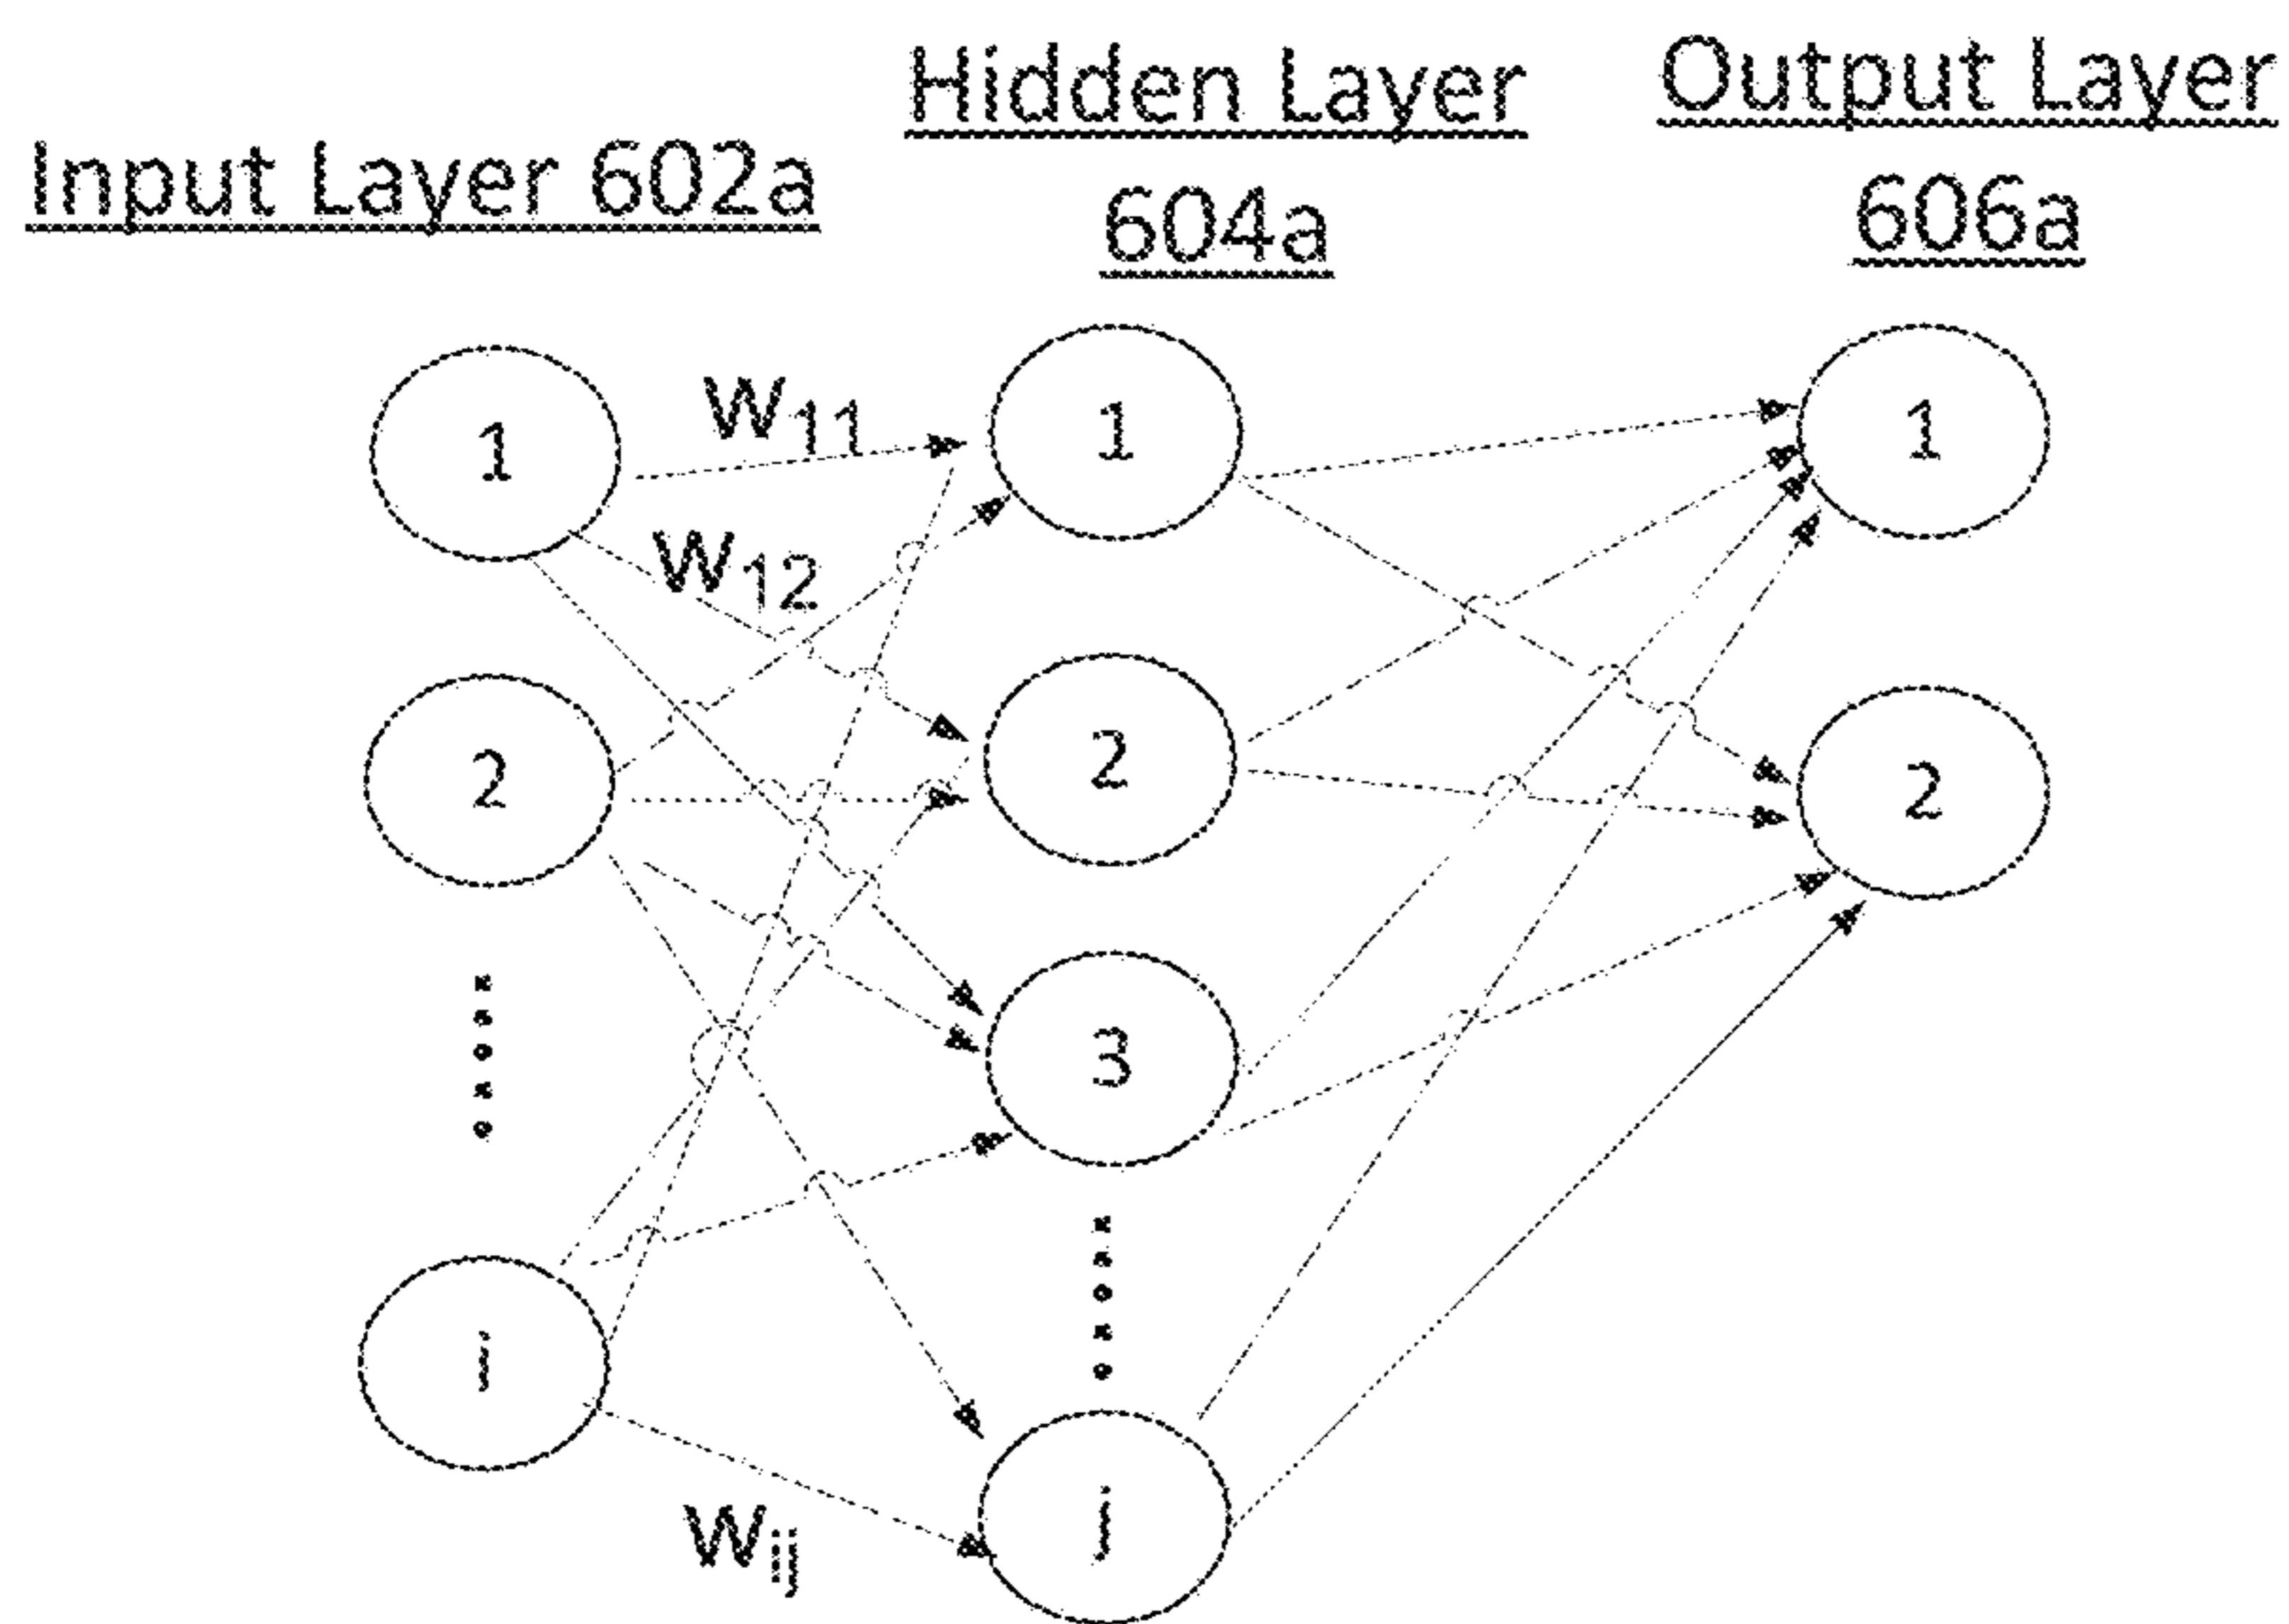 Input Layer 602a
Hidden Layer
604a
Output Layer
606a
1
W11
1
1
W12
2
2
2
3
i
j
Wij